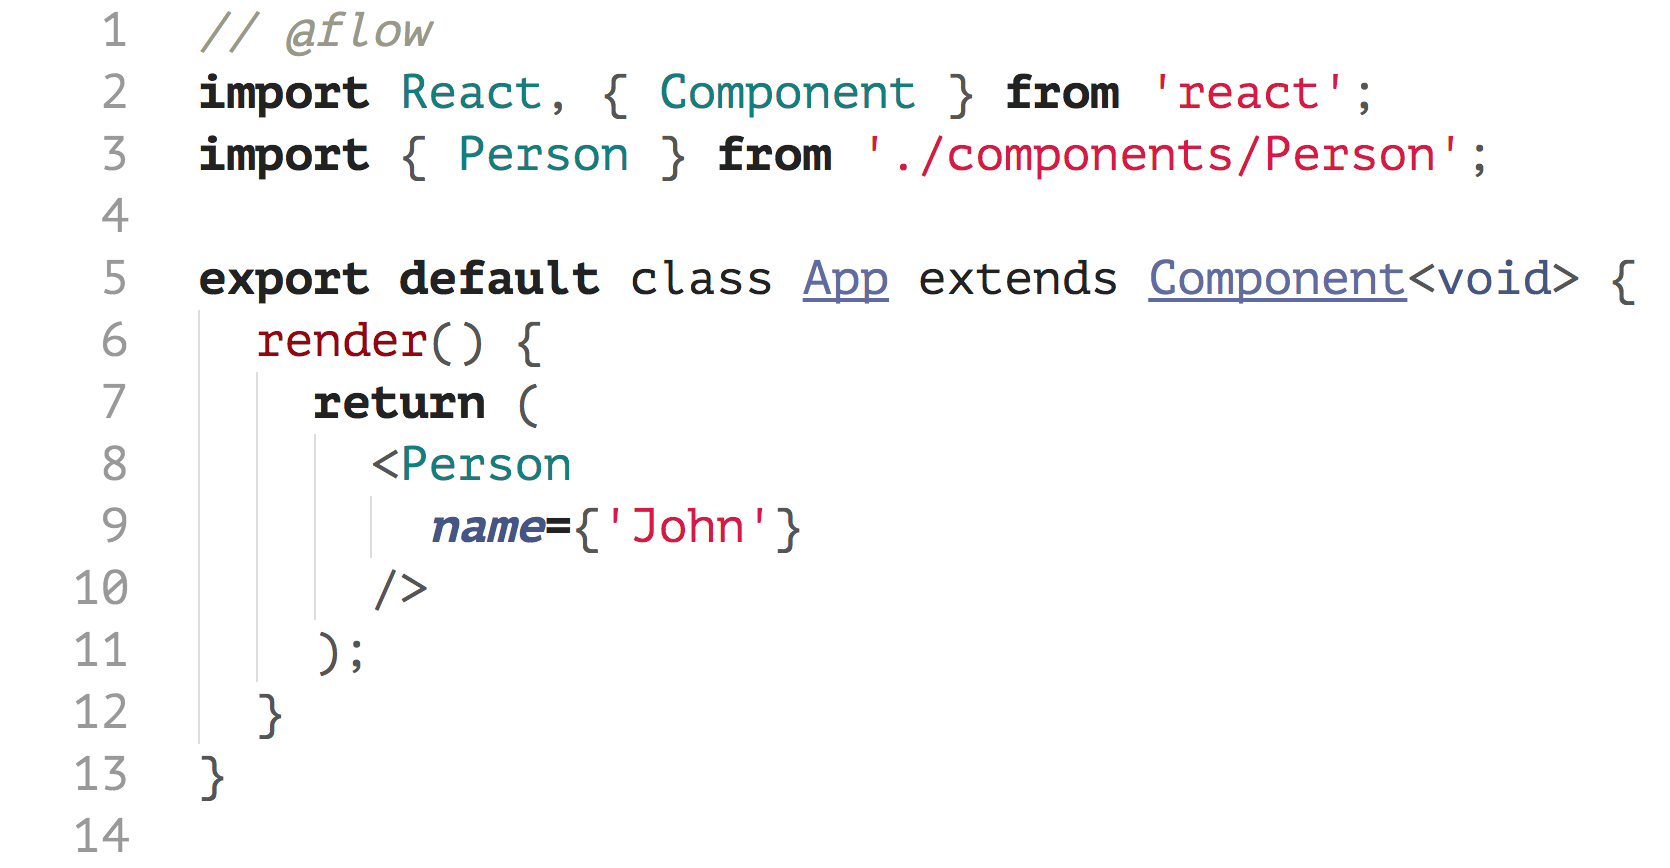 1 // @flow
2 import React, { Component } from 'react';
3 import { Person } from './components/Person';
4
5 export default class App extends Component<void> {
6   render() {
7     return (
8       <Person
9         name={'John'}
10       />
11     );
12   }
13 }
14